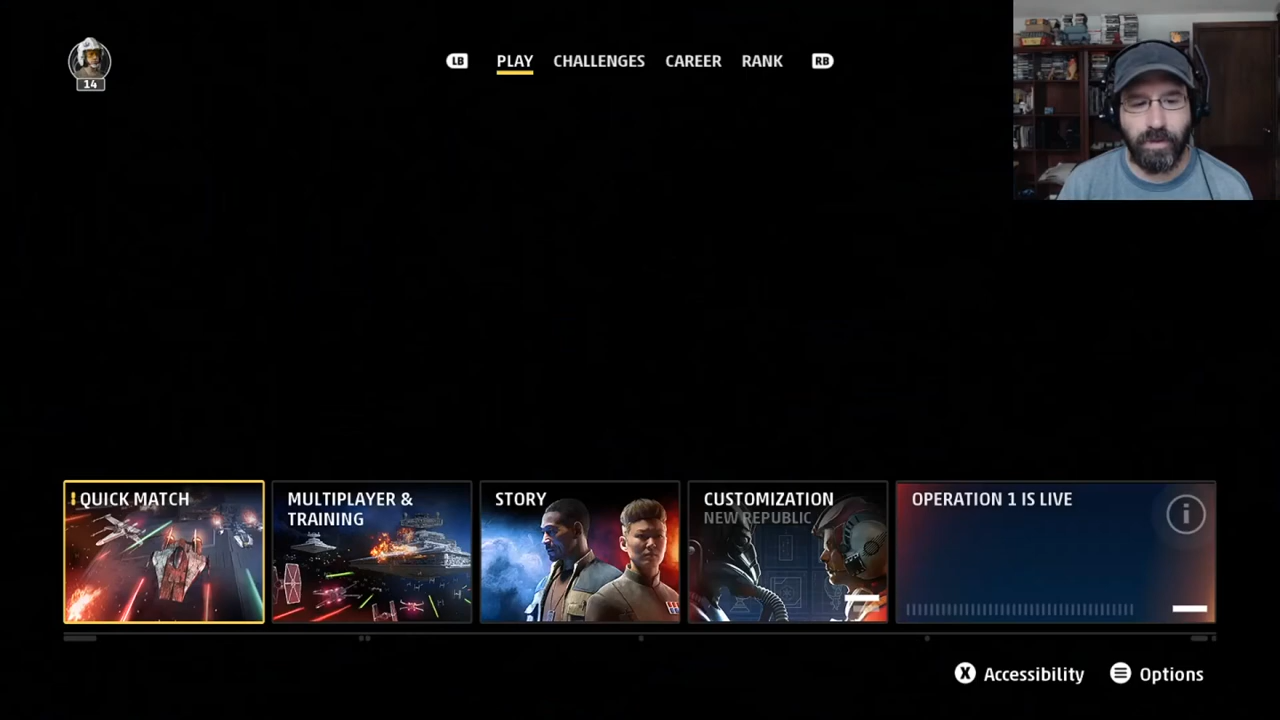 14
LB PLAY CHALLENGES CAREER RANK RB
QUICK MATCH
MULTIPLAYER &
TRAINING
STORY
CUSTOMIZATION
NEW REPUBLIC
OPERATION 1 IS LIVE
i
X Accessibility
Options